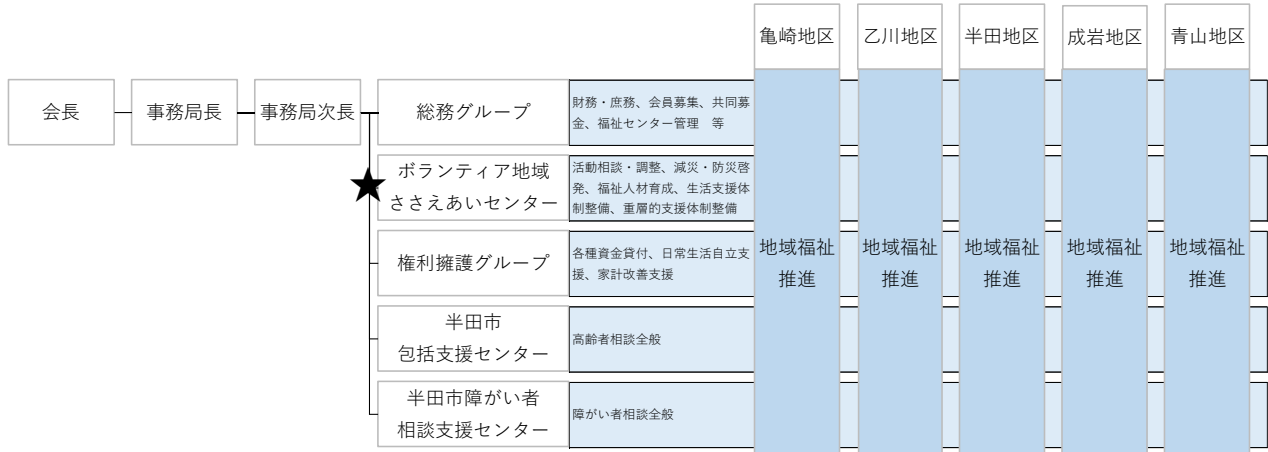 亀崎地区
乙川地区
半田地区
成岩地区
青山地区
会長
事務局長
事務局次長
総務グループ
財務・庶務、会員募集、共同募
金、福祉センター管理　等
ボランティア地域
ささえあいセンター
活動相談・調整、減災・防災啓
発、福祉人材育成、生活支援体
制整備、重層的支援体制整備
権利擁護グループ
各種資金貸付、日常生活自立支
援、家計改善支援
半田市
包括支援センター
高齢者相談全般
半田市障がい者
相談支援センター
障がい者相談全般
地域福祉
推進
地域福祉
推進
地域福祉
推進
地域福祉
推進
地域福祉
推進